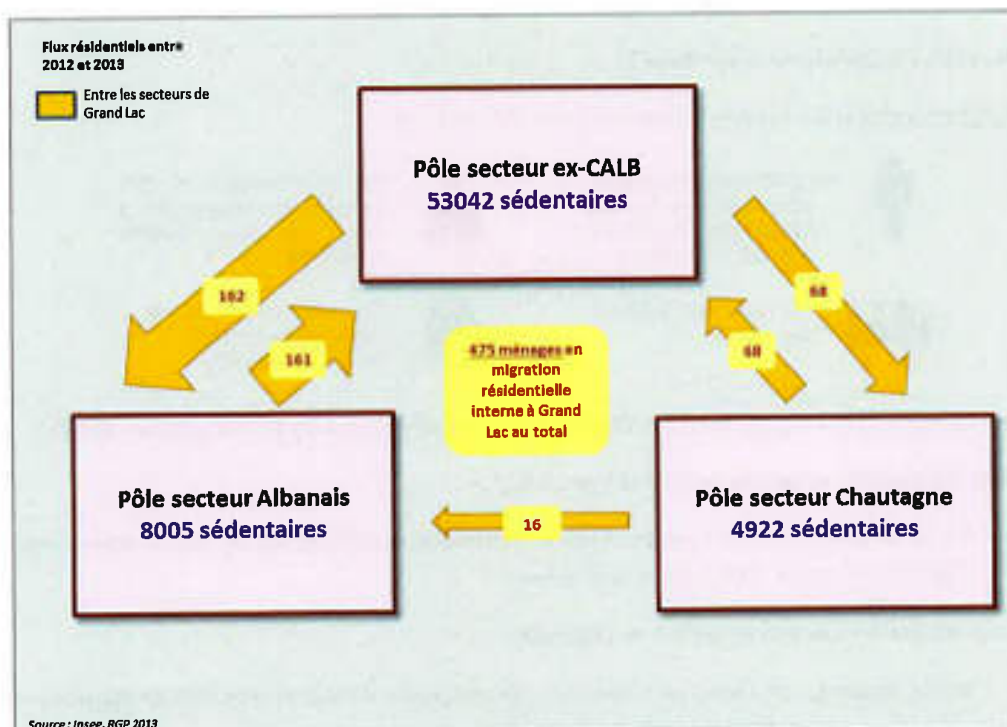 Flux résidentiels entre
2012 et 2013
Entre les secteurs de
Grand Lac
Pôle secteur ex-CALB
53042 sédentaires
162
161
68
68
475 ménages en
migration
résidentielle
interne à Grand
Lac au total
Pôle secteur Albanais
8005 sédentaires
16
Pôle secteur Chautagne
4922 sédentaires
Source : Insee, RGP 2013